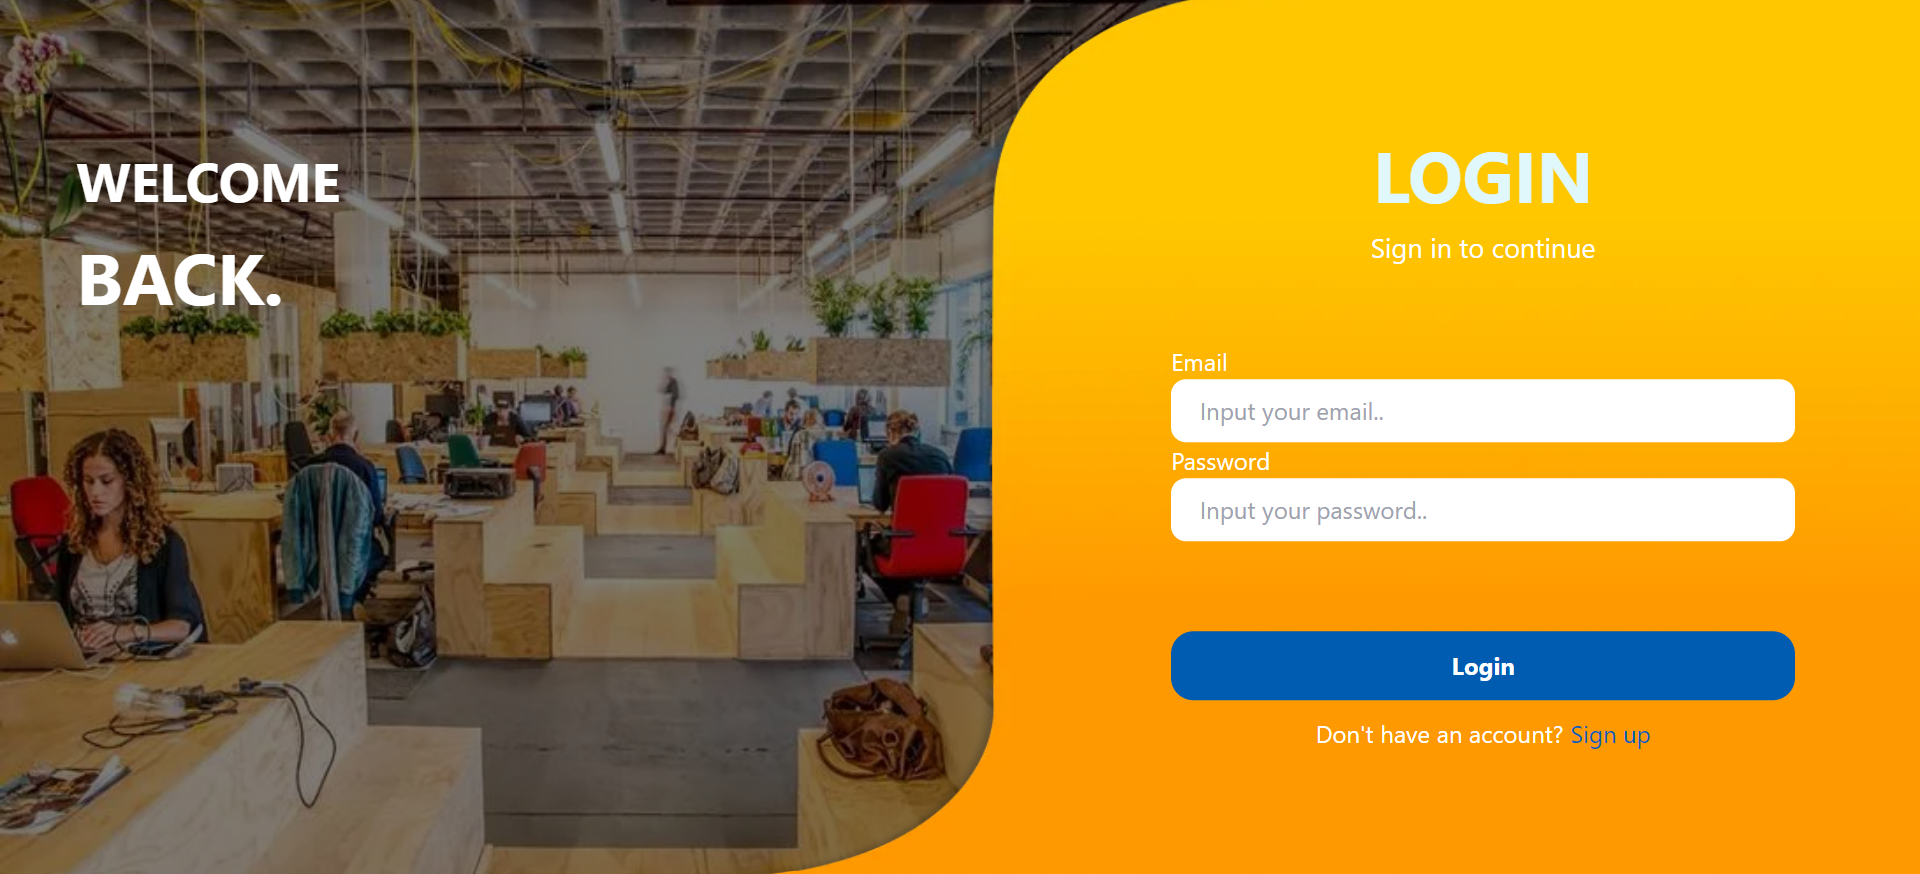 WELCOME
BACK.
LOGIN
Sign in to continue
Email
Input your email..
Password
Input your password..
Login
Don't have an account? Sign up